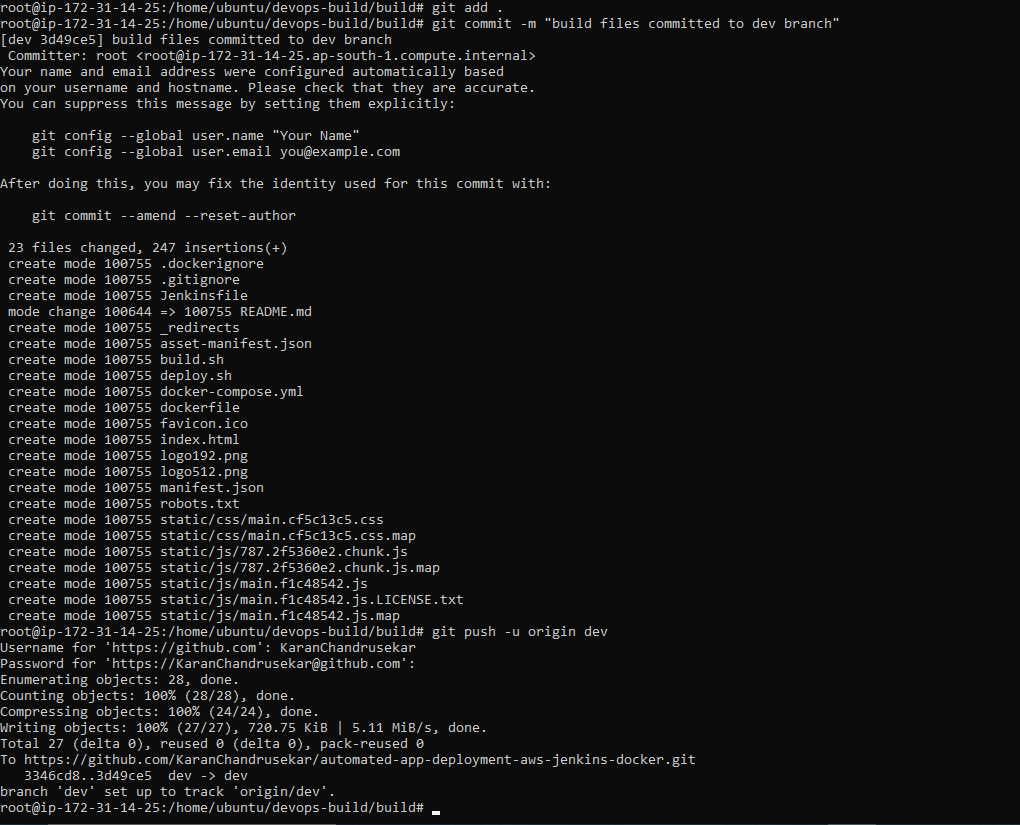 root@ip-172-31-14-25:/home/ubuntu/devops-build/build# git add .
root@ip-172-31-14-25:/home/ubuntu/devops-build/build# git commit -m "build files committed to dev branch"
[dev 3d49ce5] build files committed to dev branch
 Committer: root <root@ip-172-31-14-25.ap-south-1.compute.internal>
Your name and email address were configured automatically based
on your username and hostname. Please check that they are accurate.
You can suppress this message by setting them explicitly:

    git config --global user.name "Your Name"
    git config --global user.email you@example.com

After doing this, you may fix the identity used for this commit with:

    git commit --amend --reset-author

 23 files changed, 247 insertions(+)
 create mode 100755 .dockerignore
 create mode 100755 .gitignore
 create mode 100755 Jenkinsfile
 mode change 100644 => 100755 README.md
 create mode 100755 _redirects
 create mode 100755 asset-manifest.json
 create mode 100755 build.sh
 create mode 100755 deploy.sh
 create mode 100755 docker-compose.yml
 create mode 100755 dockerfile
 create mode 100755 favicon.ico
 create mode 100755 index.html
 create mode 100755 logo192.png
 create mode 100755 logo512.png
 create mode 100755 manifest.json
 create mode 100755 robots.txt
 create mode 100755 static/css/main.cf5c13c5.css
 create mode 100755 static/css/main.cf5c13c5.css.map
 create mode 100755 static/js/787.2f5360e2.chunk.js
 create mode 100755 static/js/787.2f5360e2.chunk.js.map
 create mode 100755 static/js/main.f1c48542.js
 create mode 100755 static/js/main.f1c48542.js.LICENSE.txt
 create mode 100755 static/js/main.f1c48542.js.map
root@ip-172-31-14-25:/home/ubuntu/devops-build/build# git push -u origin dev
Username for 'https://github.com': KaranChandrusekar
Password for 'https://KaranChandrusekar@github.com':
Enumerating objects: 28, done.
Counting objects: 100% (28/28), done.
Compressing objects: 100% (24/24), done.
Writing objects: 100% (27/27), 720.75 KiB | 5.11 MiB/s, done.
Total 27 (delta 0), reused 0 (delta 0), pack-reused 0
To https://github.com/KaranChandrusekar/automated-app-deployment-aws-jenkins-docker.git
   3346cd8..3d49ce5  dev -> dev
branch 'dev' set up to track 'origin/dev'.
root@ip-172-31-14-25:/home/ubuntu/devops-build/build#